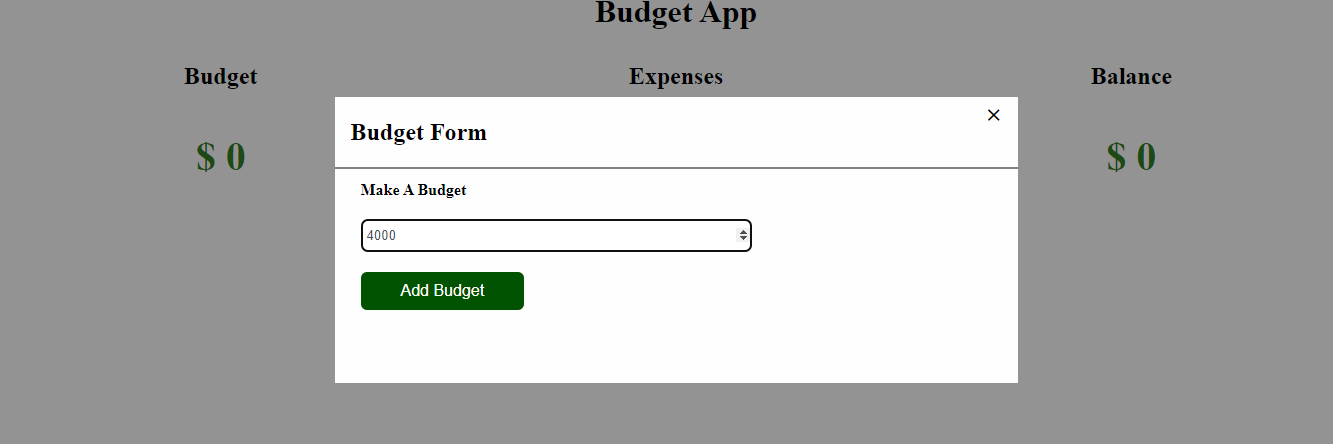 Budget App
Budget Expenses Balance
$ 0 $ 0
Budget Form
×
Make A Budget
4000
Add Budget